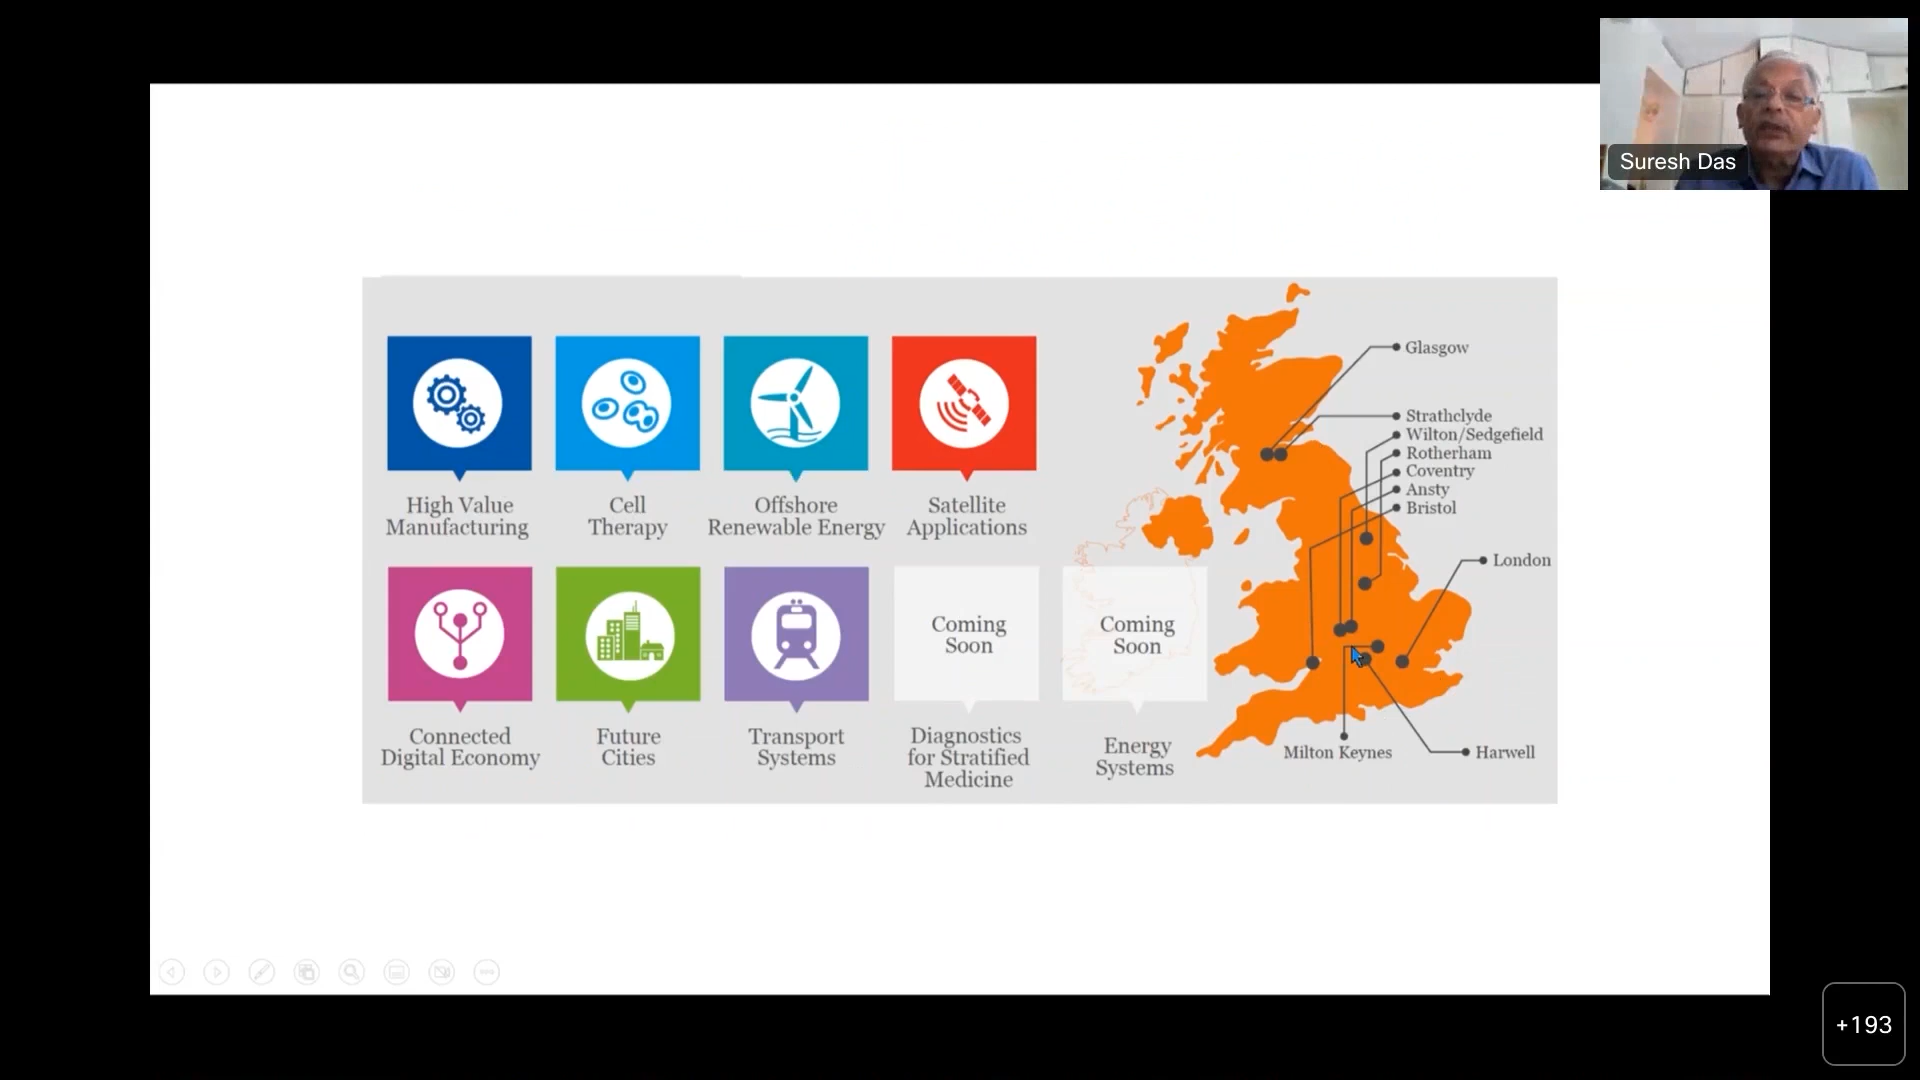 Suresh Das
High Value
Manufacturing
Cell
Therapy
Offshore
Renewable Energy
Satellite
Applications
Connected
Digital Economy
Future
Cities
Transport
Systems
Coming
Soon
Diagnostics
for Stratified
Medicine
Coming
Soon
Energy
Systems
Glasgow
Strathclyde
Wilton/Sedgefield
Rotherham
Coventry
Ansty
Bristol
London
Milton Keynes
Harwell
+193